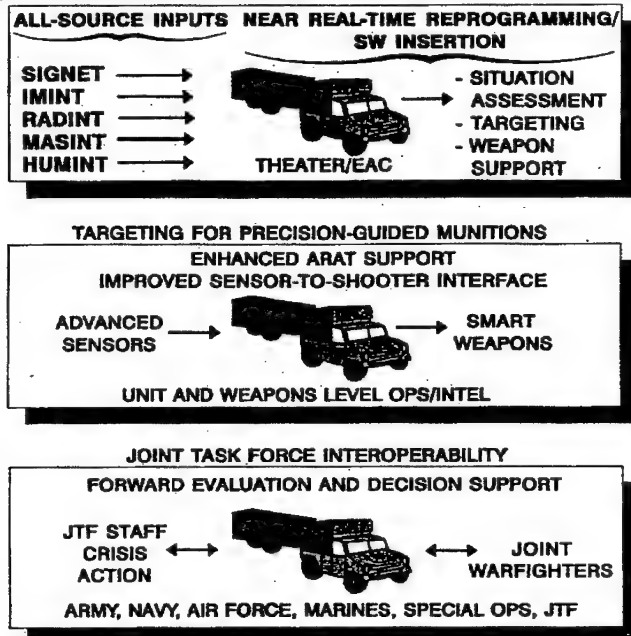 ALL-SOURCE INPUTS
NEAR REAL-TIME REPROGRAMMING/
SW INSERTION
SIGNET
IMINT
RADINT
MASINT
HUMINT
THEATER/EAC
- SITUATION
ASSESSMENT
- TARGETING
- WEAPON
SUPPORT
TARGETING FOR PRECISION-GUIDED MUNITIONS
ENHANCED ARAT SUPPORT
IMPROVED SENSOR-TO-SHOOTER INTERFACE
ADVANCED
SENSORS
SMART
WEAPONS
UNIT AND WEAPONS LEVEL OPS/INTEL
JOINT TASK FORCE INTEROPERABILITY
FORWARD EVALUATION AND DECISION SUPPORT
JTF STAFF
CRISIS
ACTION
JOINT
WARFIGHTERS
ARMY, NAVY, AIR FORCE, MARINES, SPECIAL OPS, JTF